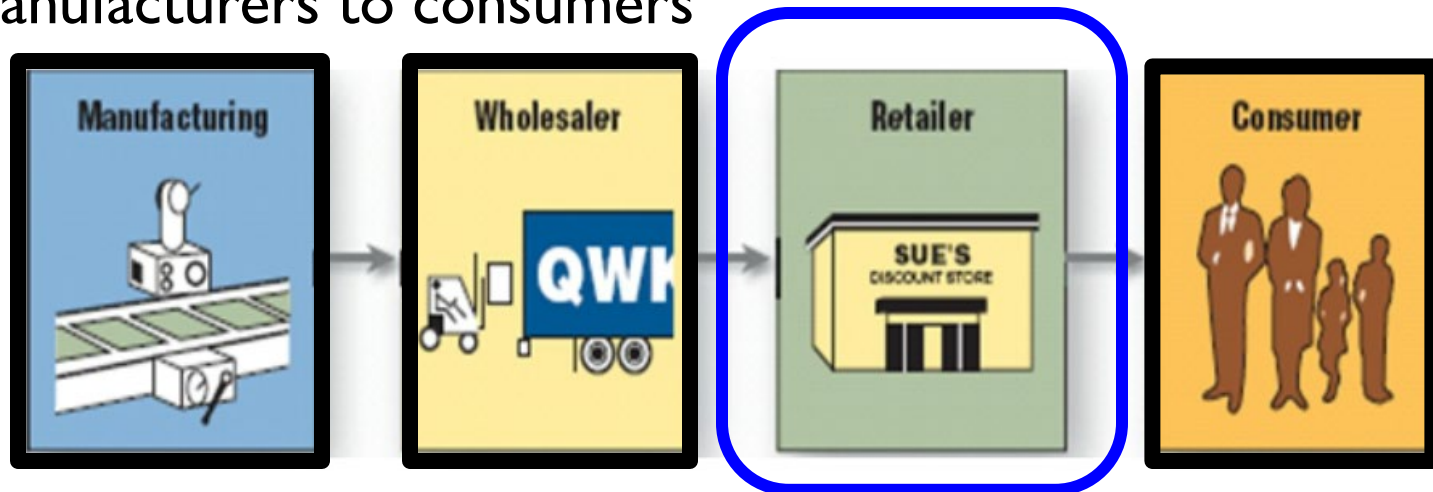 anufacturers to consumers
Manufacturing
Wholesaler
Retailer
Consumer
QWK
SUE'S
DISCOUNT STORE